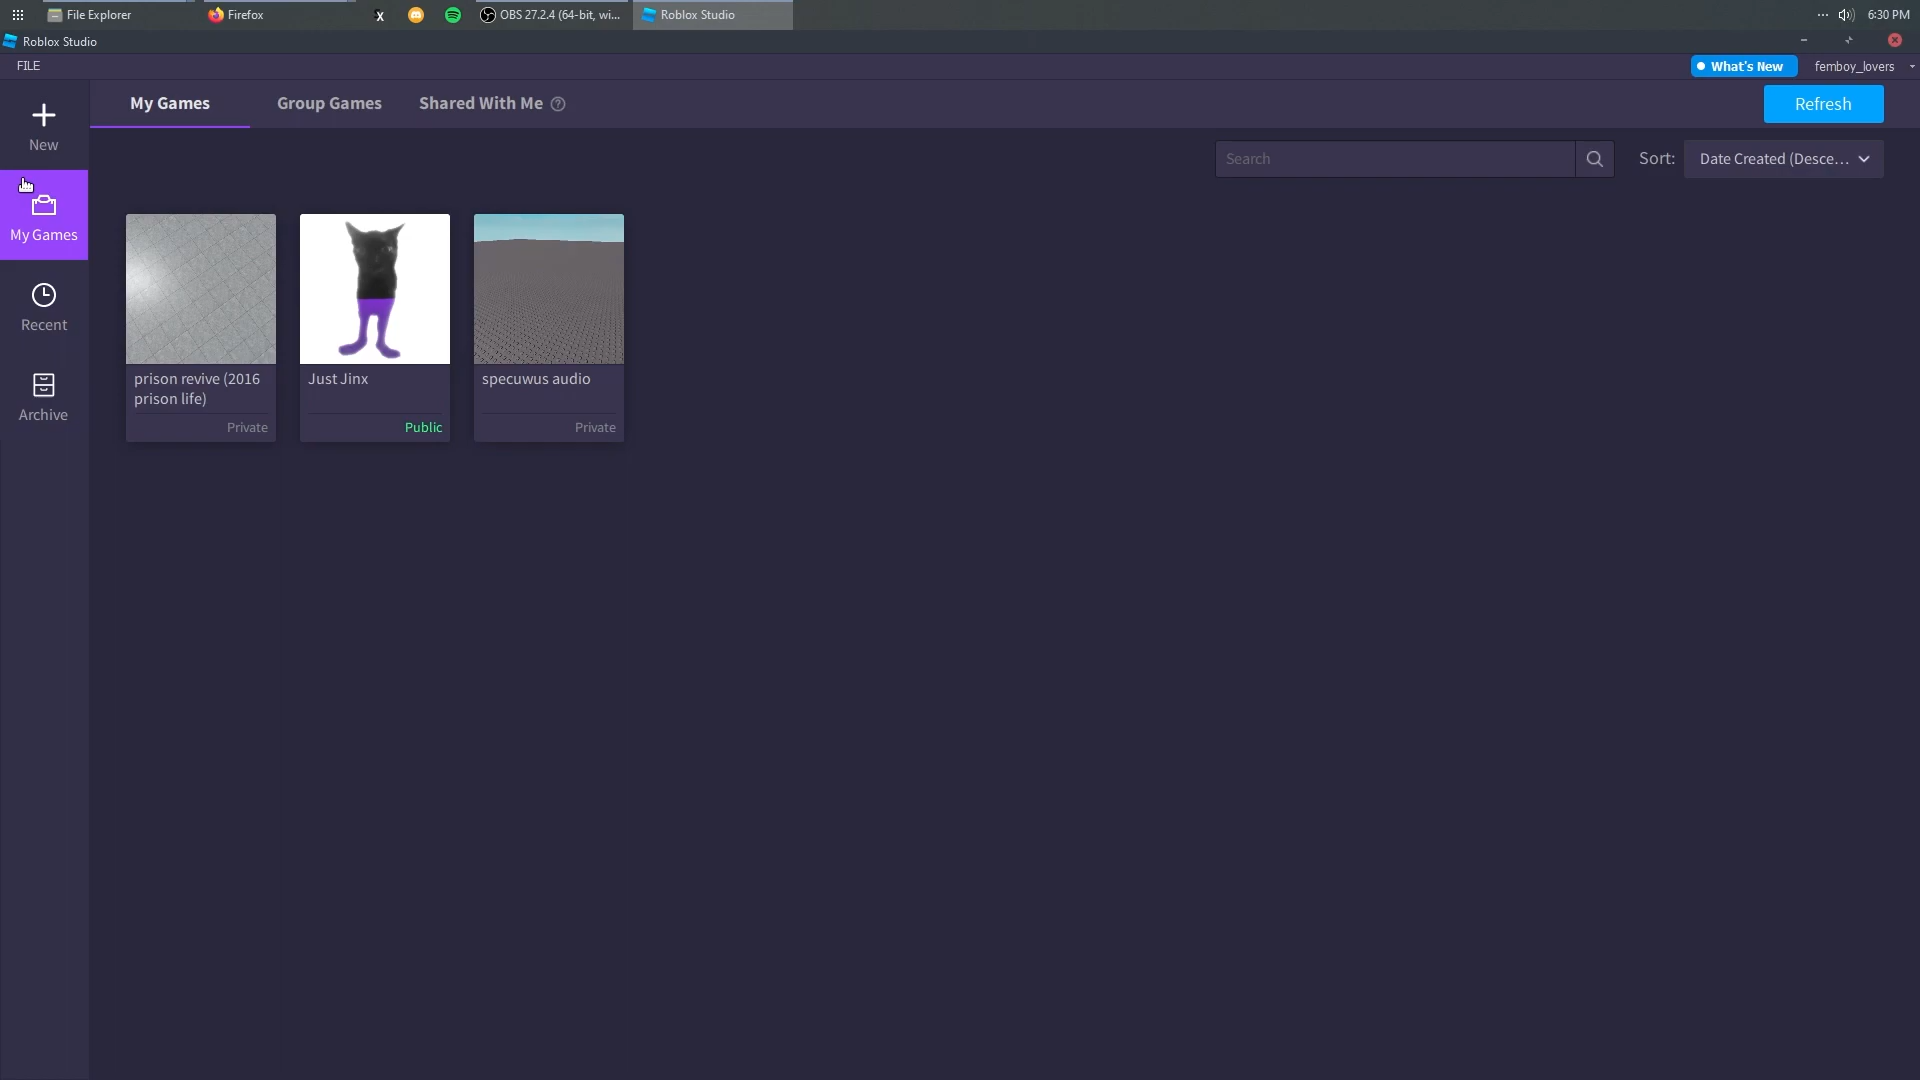 File Explorer
Firefox
X
OBS 27.2.4 (64-bit, wi...
Roblox Studio
6:30 PM
Roblox Studio
FILE
What's New
femboy_lovers
My Games
Group Games
Shared With Me
Refresh
New
Search
Sort:
Date Created (Desce...
My Games
Recent
Archive
prison revive (2016
prison life)
Private
Just Jinx
Public
specuwus audio
Private